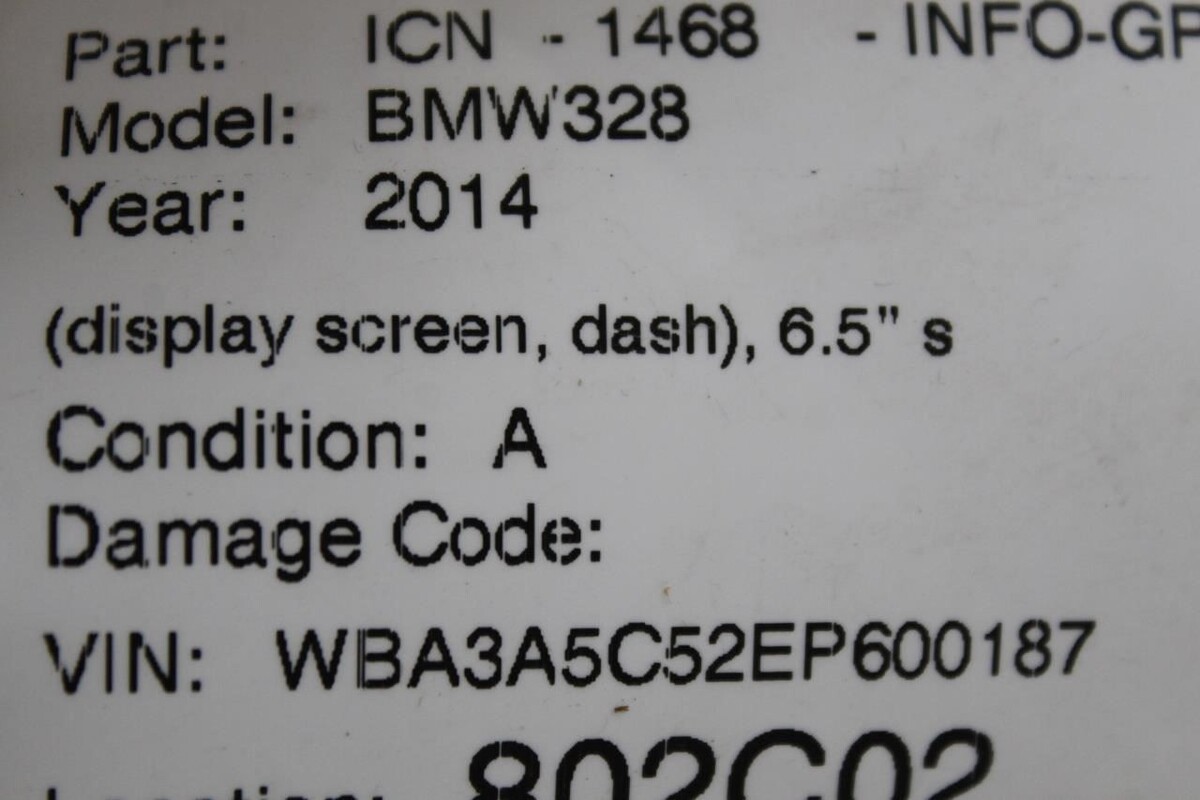 Part: ICN - 1468 - INFO-GP
Model: BMW328
Year: 2014
(display screen, dash), 6.5" s
Condition: A
Damage Code:
VIN: WBA3A5C52EP600187
Location: 802C02